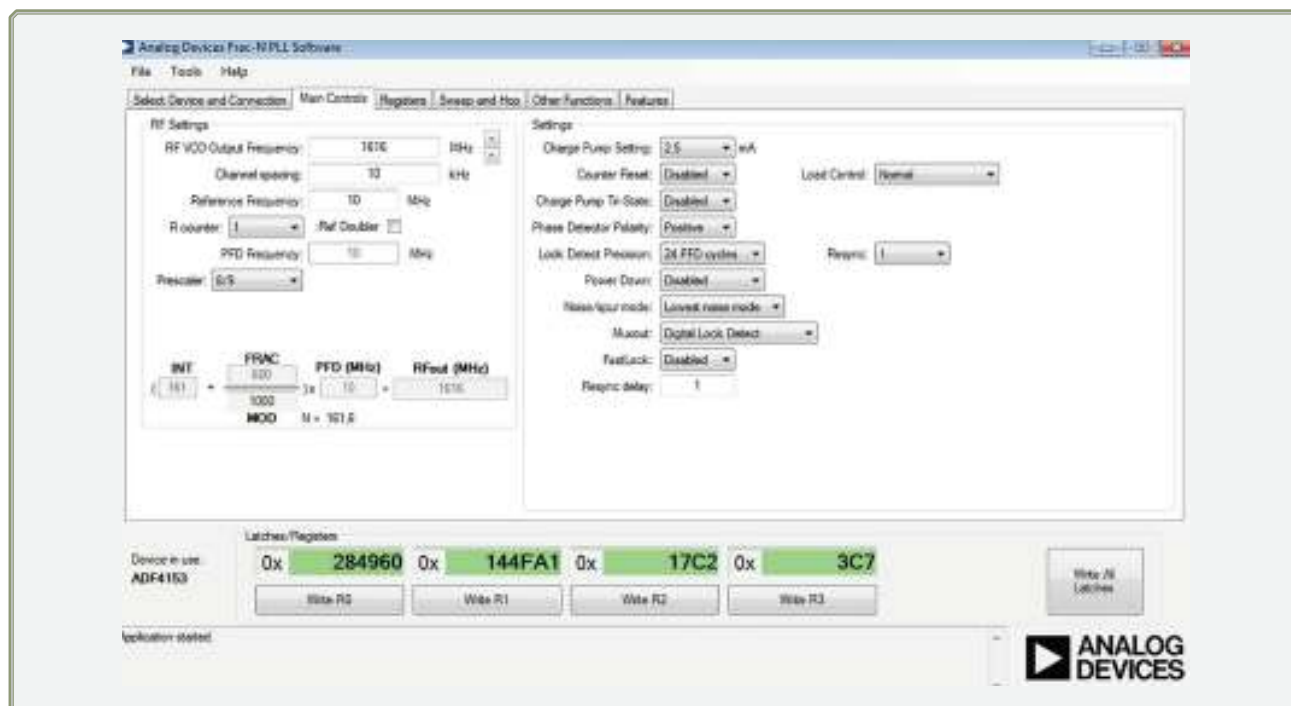 Analog Devices Frac-N PLL Software
File Tools Help
Select Device and Connection Main Controls Registers Sweep and Hop Other Functions Features
RF Settings
RF VCO Output Frequency: 1616 MHz
Channel spacing: 10 kHz
Reference Frequency: 10 MHz
R counter: 1 Ref Doubler
PFD Frequency: 10 MHz
Prescaler: 8/9
INT FRAC PFD (MHz) RFout (MHz)
( 161 + 600 )x 10 = 1616
1000
MOD N = 161,6
Settings
Charge Pump Setting: 2,5 mA
Counter Reset: Disabled Load Control: Normal
Charge Pump Tri-State: Disabled
Phase Detector Polarity: Positive
Lock Detect Precision: 24 PFD cycles Resync: 1
Power Down: Disabled
Noise/spur mode: Lowest noise mode
Muxout: Digital Lock Detect
FastLock: Disabled
Resync delay: 1
Latches/Registers
Device in use:
ADF4153
0x 284960 0x 144FA1 0x 17C2 0x 3C7
Write R0 Write R1 Write R2 Write R3
Write All
Latches
Application started.
ANALOG
DEVICES